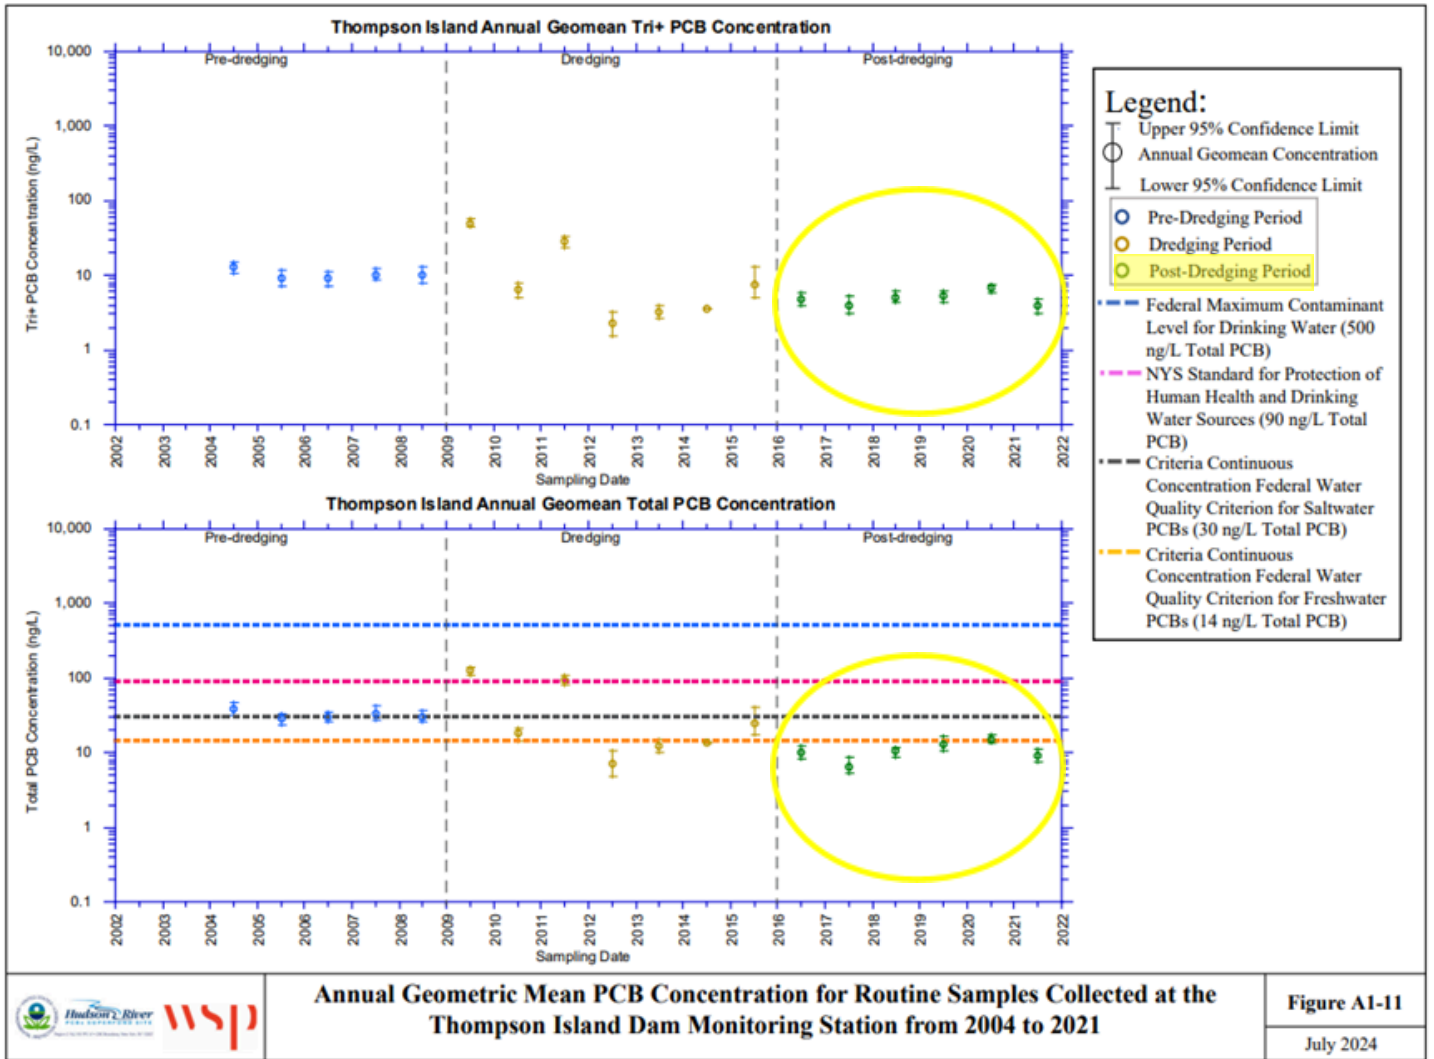 Thompson Island Annual Geomean Tri+ PCB Concentration
Pre-dredging
Dredging
Post-dredging
10,000
1,000
100
10
1
0.1
Tri+ PCB Concentration (ng/L)
2002 2003 2004 2005 2006 2007 2008 2009 2010 2011 2012 2013 2014 2015 2016 2017 2018 2019 2020 2021 2022
Sampling Date
Thompson Island Annual Geomean Total PCB Concentration
Pre-dredging
Dredging
Post-dredging
10,000
1,000
100
10
1
0.1
Total PCB Concentration (ng/L)
2002 2003 2004 2005 2006 2007 2008 2009 2010 2011 2012 2013 2014 2015 2016 2017 2018 2019 2020 2021 2022
Sampling Date
Legend:
Upper 95% Confidence Limit
Annual Geomean Concentration
Lower 95% Confidence Limit
Pre-Dredging Period
Dredging Period
Post-Dredging Period
Federal Maximum Contaminant
Level for Drinking Water (500
ng/L Total PCB)
NYS Standard for Protection of
Human Health and Drinking
Water Sources (90 ng/L Total
PCB)
Criteria Continuous
Concentration Federal Water
Quality Criterion for Saltwater
PCBs (30 ng/L Total PCB)
Criteria Continuous
Concentration Federal Water
Quality Criterion for Freshwater
PCBs (14 ng/L Total PCB)
Hudson River
PCBs SUPERFUND SITE
wsp
Annual Geometric Mean PCB Concentration for Routine Samples Collected at the
Thompson Island Dam Monitoring Station from 2004 to 2021
Figure A1-11
July 2024